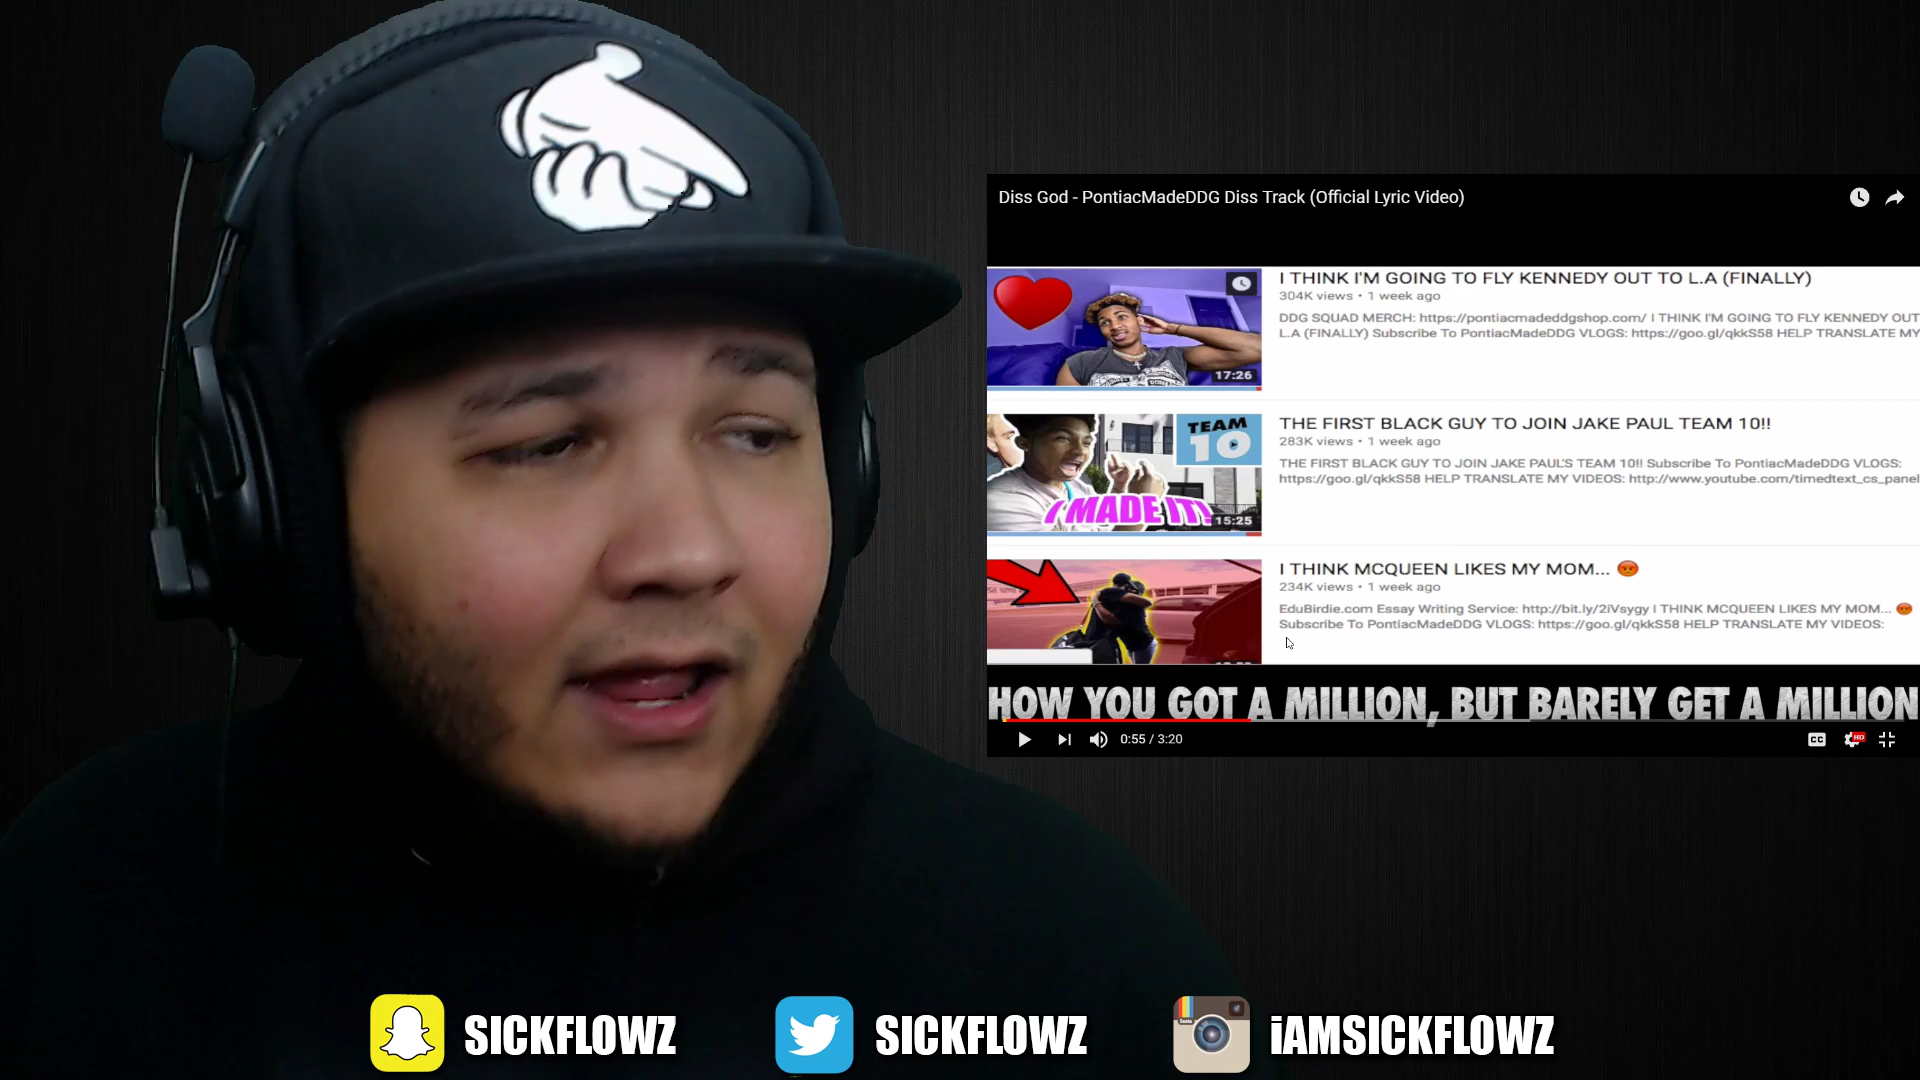 Diss God - PontiacMadeDDG Diss Track (Official Lyric Video)
I THINK I'M GOING TO FLY KENNEDY OUT TO L.A (FINALLY)
304K views • 1 week ago
DDG SQUAD MERCH: https://pontiacmadeddgshop.com/ I THINK I'M GOING TO FLY KENNEDY OUT
L.A (FINALLY) Subscribe To PontiacMadeDDG VLOGS: https://goo.gl/qkkS58 HELP TRANSLATE MY
17:26
TEAM
10
I MADE IT!
15:25
THE FIRST BLACK GUY TO JOIN JAKE PAUL TEAM 10!!
283K views • 1 week ago
THE FIRST BLACK GUY TO JOIN JAKE PAUL'S TEAM 10!! Subscribe To PontiacMadeDDG VLOGS:
https://goo.gl/qkkS58 HELP TRANSLATE MY VIDEOS: http://www.youtube.com/timedtext_cs_panel
I THINK MCQUEEN LIKES MY MOM... 😡
234K views • 1 week ago
EduBirdie.com Essay Writing Service: http://bit.ly/2iVsygy I THINK MCQUEEN LIKES MY MOM... 😡
Subscribe To PontiacMadeDDG VLOGS: https://goo.gl/qkkS58 HELP TRANSLATE MY VIDEOS:
HOW YOU GOT A MILLION, BUT BARELY GET A MILLION
0:55 / 3:20
CC
HD
SICKFLOWZ
SICKFLOWZ
iAMSICKFLOWZ